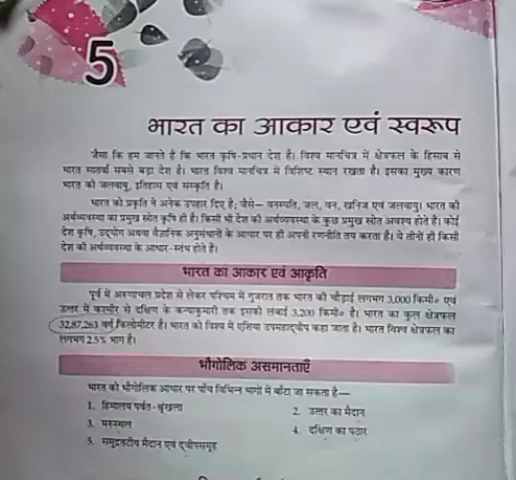 5
भारत का आकार एवं स्वरूप
जैसा कि हम जानते है कि भारत कृषि-प्रधान देश है। विश्व मानचित्र में क्षेत्रफल के हिसाब से
भारत सातवाँ सबसे बड़ा देश है। भारत विश्व मानचित्र में विशिष्ट स्थान रखता है। इसका मुख्य कारण
भारत की जलवायु, इतिहास एवं संस्कृति है।
भारत को प्रकृति ने अनेक उपहार दिए है; जैसे— वनस्पति, जल, वन, खनिज एवं जलवायु। भारत की
अर्थव्यवस्था का प्रमुख स्रोत कृषि ही है। किसी भी देश की अर्थव्यवस्था के कुछ प्रमुख स्रोत अवश्य होते है। कोई
देश कृषि, उद्योग अथवा वैज्ञानिक अनुसंधानों के आधार पर ही अपनी रणनीति तय करता है। ये तीनों ही किसी
देश की अर्थव्यवस्था के आधार-स्तंभ होते है।
भारत का आकार एवं आकृति
पूर्व में अरुणाचल प्रदेश से लेकर पश्चिम में गुजरात तक भारत की चौड़ाई लगभग 3,000 किमी० एवं
उत्तर में कश्मीर से दक्षिण के कन्याकुमारी तक इसकी लंबाई 3,200 किमी० है। भारत का कुल क्षेत्रफल
32,87,263 वर्ग किलोमीटर है। भारत को विश्व में एशिया उपमहाद्वीप कहा जाता है। भारत विश्व क्षेत्रफल का
लगभग 2.5% भाग है।
भौगोलिक असमानताएँ
भारत को भौगोलिक आधार पर पाँच विभिन्न भागों में बाँटा जा सकता है—
1. हिमालय पर्वत-श्रृंखला
2. उत्तर का मैदान
3. मरुस्थल
4. दक्षिण का पठार
5. समुद्रतटीय मैदान एवं द्वीपसमूह